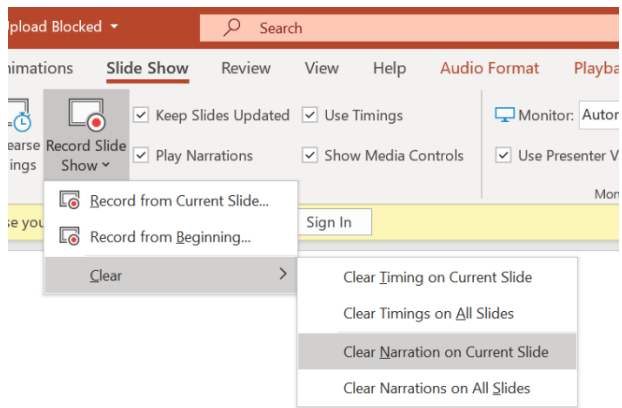 pload Blocked
Search
nimations Slide Show Review View Help Audio Format Playba
Keep Slides Updated Use Timings Monitor: Autor
earse Record Slide
ings Show Play Narrations Show Media Controls Use Presenter V
Mon
Record from Current Slide...
se you Sign In
Record from Beginning...
Clear
Clear Timing on Current Slide
Clear Timings on All Slides
Clear Narration on Current Slide
Clear Narrations on All Slides